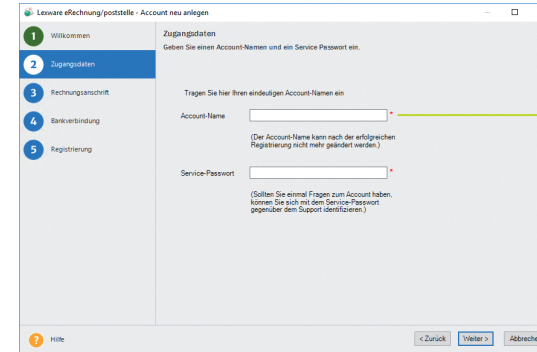 Lexware eRechnung/poststelle - Account neu anlegen
1 Willkommen
2 Zugangsdaten
3 Rechnungsanschrift
4 Bankverbindung
5 Registrierung
Zugangsdaten
Geben Sie einen Account-Namen und ein Service Passwort ein.
Tragen Sie hier Ihren eindeutigen Account-Namen ein
Account-Name *
(Der Account-Name kann nach der erfolgreichen
Registrierung nicht mehr geändert werden.)
Service-Passwort *
(Sollten Sie einmal Fragen zum Account haben,
können Sie sich mit dem Service-Passwort
gegenüber dem Support identifizieren.)
? Hilfe
< Zurück Weiter > Abbreche